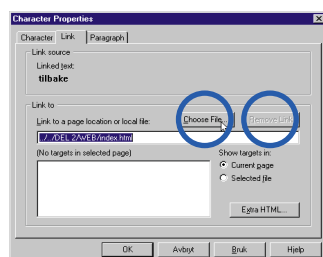 Character Properties
Character Link Paragraph
Link source
Linked text:
tilbake
Link to
Link to a page location or local file:
Choose File...
Remove Link
../../DEL 2/WEB/index.html
(No targets in selected page)
Show targets in:
Current page
Selected file
Extra HTML...
OK Avbryt Bruk Hjelp